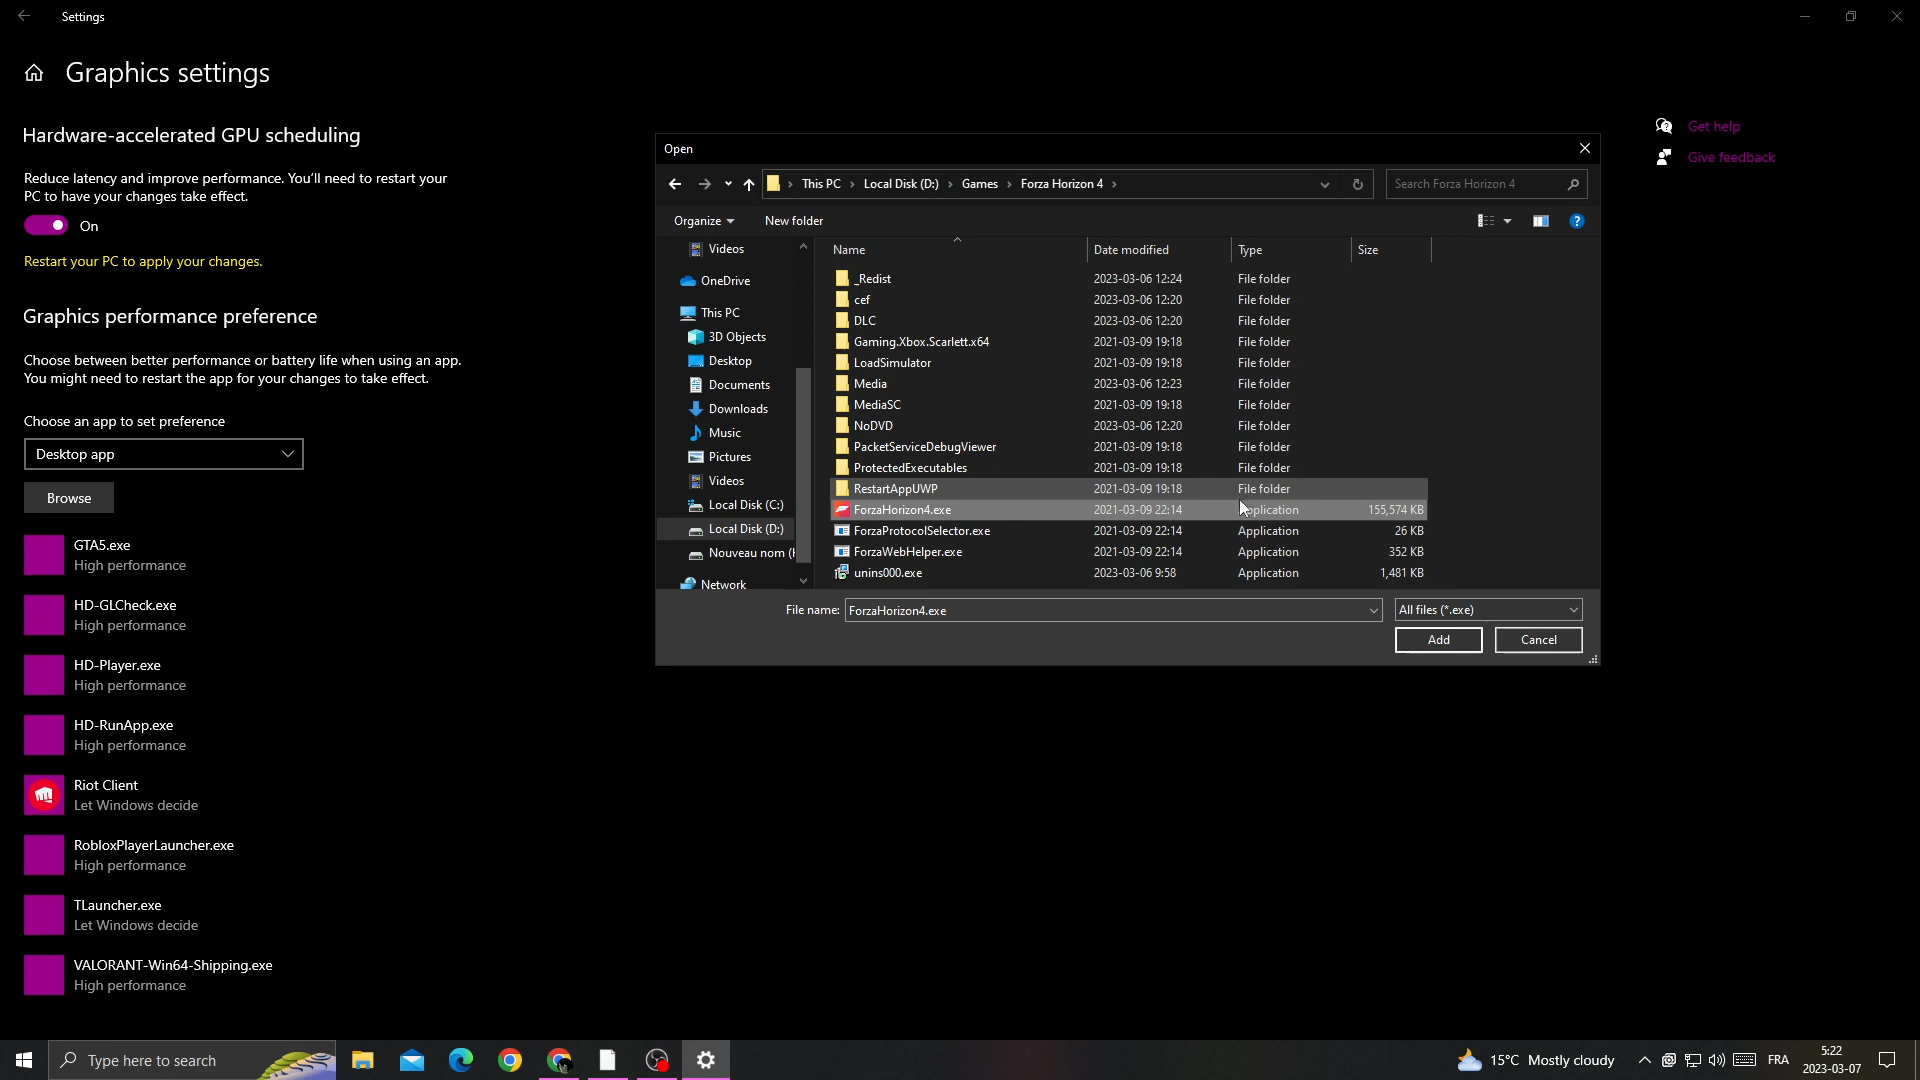 Settings
Graphics settings
Hardware-accelerated GPU scheduling
Reduce latency and improve performance. You'll need to restart your
PC to have your changes take effect.
On
Restart your PC to apply your changes.
Graphics performance preference
Choose between better performance or battery life when using an app.
You might need to restart the app for your changes to take effect.
Choose an app to set preference
Desktop app
Browse
GTA5.exe
High performance
HD-GLCheck.exe
High performance
HD-Player.exe
High performance
HD-RunApp.exe
High performance
Riot Client
Let Windows decide
RobloxPlayerLauncher.exe
High performance
TLauncher.exe
Let Windows decide
VALORANT-Win64-Shipping.exe
High performance
Open
This PC > Local Disk (D:) > Games > Forza Horizon 4 >
Search Forza Horizon 4
Organize
New folder
Videos
OneDrive
This PC
3D Objects
Desktop
Documents
Downloads
Music
Pictures
Videos
Local Disk (C:)
Local Disk (D:)
Nouveau nom (
Network
Name Date modified Type Size
_Redist 2023-03-06 12:24 File folder
cef 2023-03-06 12:20 File folder
DLC 2023-03-06 12:20 File folder
Gaming.Xbox.Scarlett.x64 2021-03-09 19:18 File folder
LoadSimulator 2021-03-09 19:18 File folder
Media 2023-03-06 12:23 File folder
MediaSC 2021-03-09 19:18 File folder
NoDVD 2023-03-06 12:20 File folder
PacketServiceDebugViewer 2021-03-09 19:18 File folder
ProtectedExecutables 2021-03-09 19:18 File folder
RestartAppUWP 2021-03-09 19:18 File folder
ForzaHorizon4.exe 2021-03-09 22:14 Application 155,574 KB
ForzaProtocolSelector.exe 2021-03-09 22:14 Application 26 KB
ForzaWebHelper.exe 2021-03-09 22:14 Application 352 KB
unins000.exe 2023-03-06 9:58 Application 1,481 KB
File name: ForzaHorizon4.exe
All files (*.exe)
Add
Cancel
Get help
Give feedback
Type here to search
15°C Mostly cloudy
FRA
5:22
2023-03-07